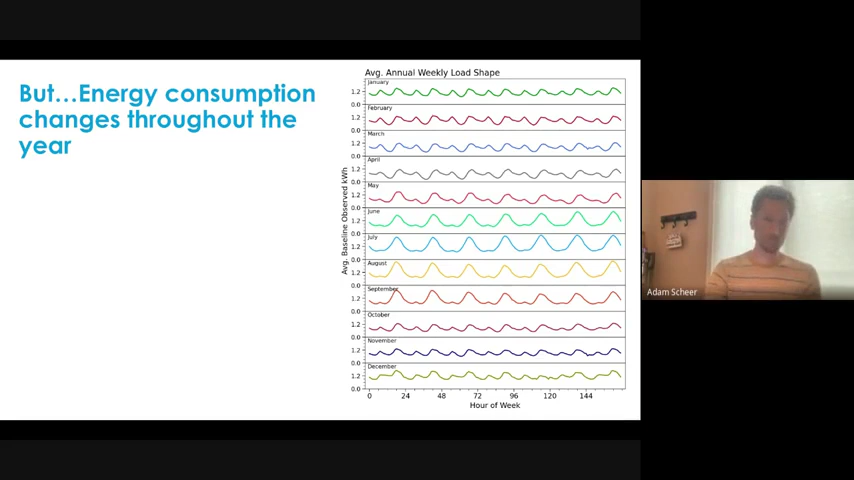 But...Energy consumption
changes throughout the
year
Avg. Annual Weekly Load Shape
Avg. Baseline Observed kWh
January
1.2
0.0
February
1.2
0.0
March
1.2
0.0
April
1.2
0.0
May
1.2
0.0
June
1.2
0.0
July
1.2
0.0
August
1.2
0.0
September
1.2
0.0
October
1.2
0.0
November
1.2
0.0
December
1.2
0.0
0 24 48 72 96 120 144
Hour of Week
Adam Scheer